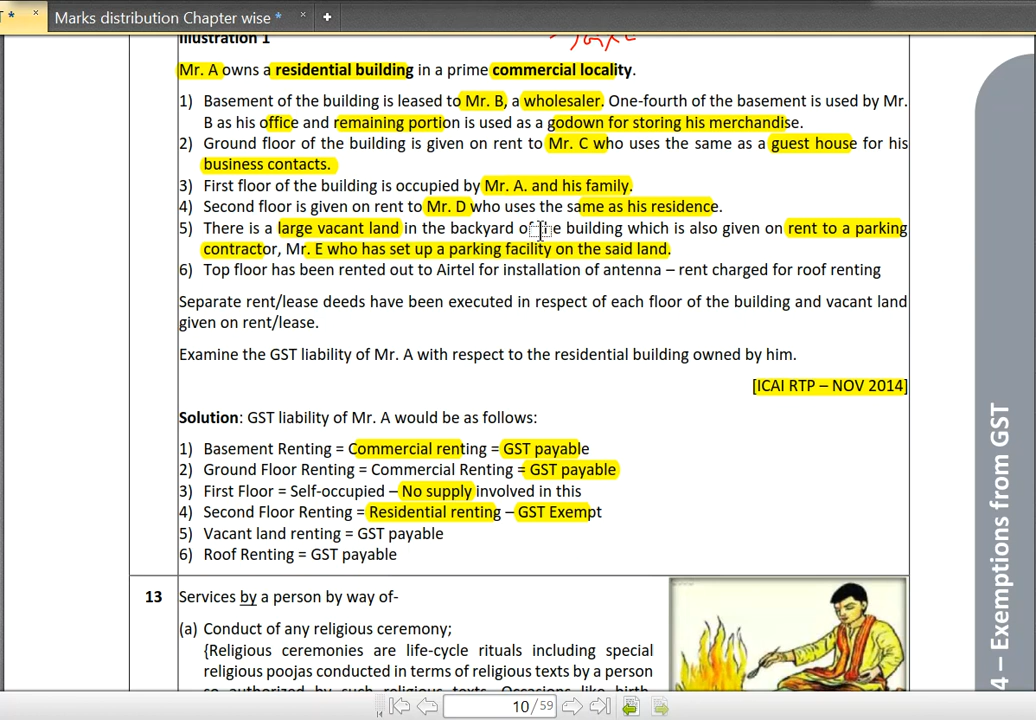 Marks distribution Chapter wise *
Illustration 1
Mr. A owns a residential building in a prime commercial locality.
1) Basement of the building is leased to Mr. B, a wholesaler. One-fourth of the basement is used by Mr.
B as his office and remaining portion is used as a godown for storing his merchandise.
2) Ground floor of the building is given on rent to Mr. C who uses the same as a guest house for his
business contacts.
3) First floor of the building is occupied by Mr. A. and his family.
4) Second floor is given on rent to Mr. D who uses the same as his residence.
5) There is a large vacant land in the backyard of the building which is also given on rent to a parking
contractor, Mr. E who has set up a parking facility on the said land.
6) Top floor has been rented out to Airtel for installation of antenna – rent charged for roof renting
Separate rent/lease deeds have been executed in respect of each floor of the building and vacant land
given on rent/lease.
Examine the GST liability of Mr. A with respect to the residential building owned by him.
[ICAI RTP – NOV 2014]
Solution: GST liability of Mr. A would be as follows:
1) Basement Renting = Commercial renting = GST payable
2) Ground Floor Renting = Commercial Renting = GST payable
3) First Floor = Self-occupied – No supply involved in this
4) Second Floor Renting = Residential renting – GST Exempt
5) Vacant land renting = GST payable
6) Roof Renting = GST payable
13 Services by a person by way of-
(a) Conduct of any religious ceremony;
{Religious ceremonies are life-cycle rituals including special
religious poojas conducted in terms of religious texts by a person
so authorized by such religious texts. Occasions like birth,
4 – Exemptions from GST
10 / 59